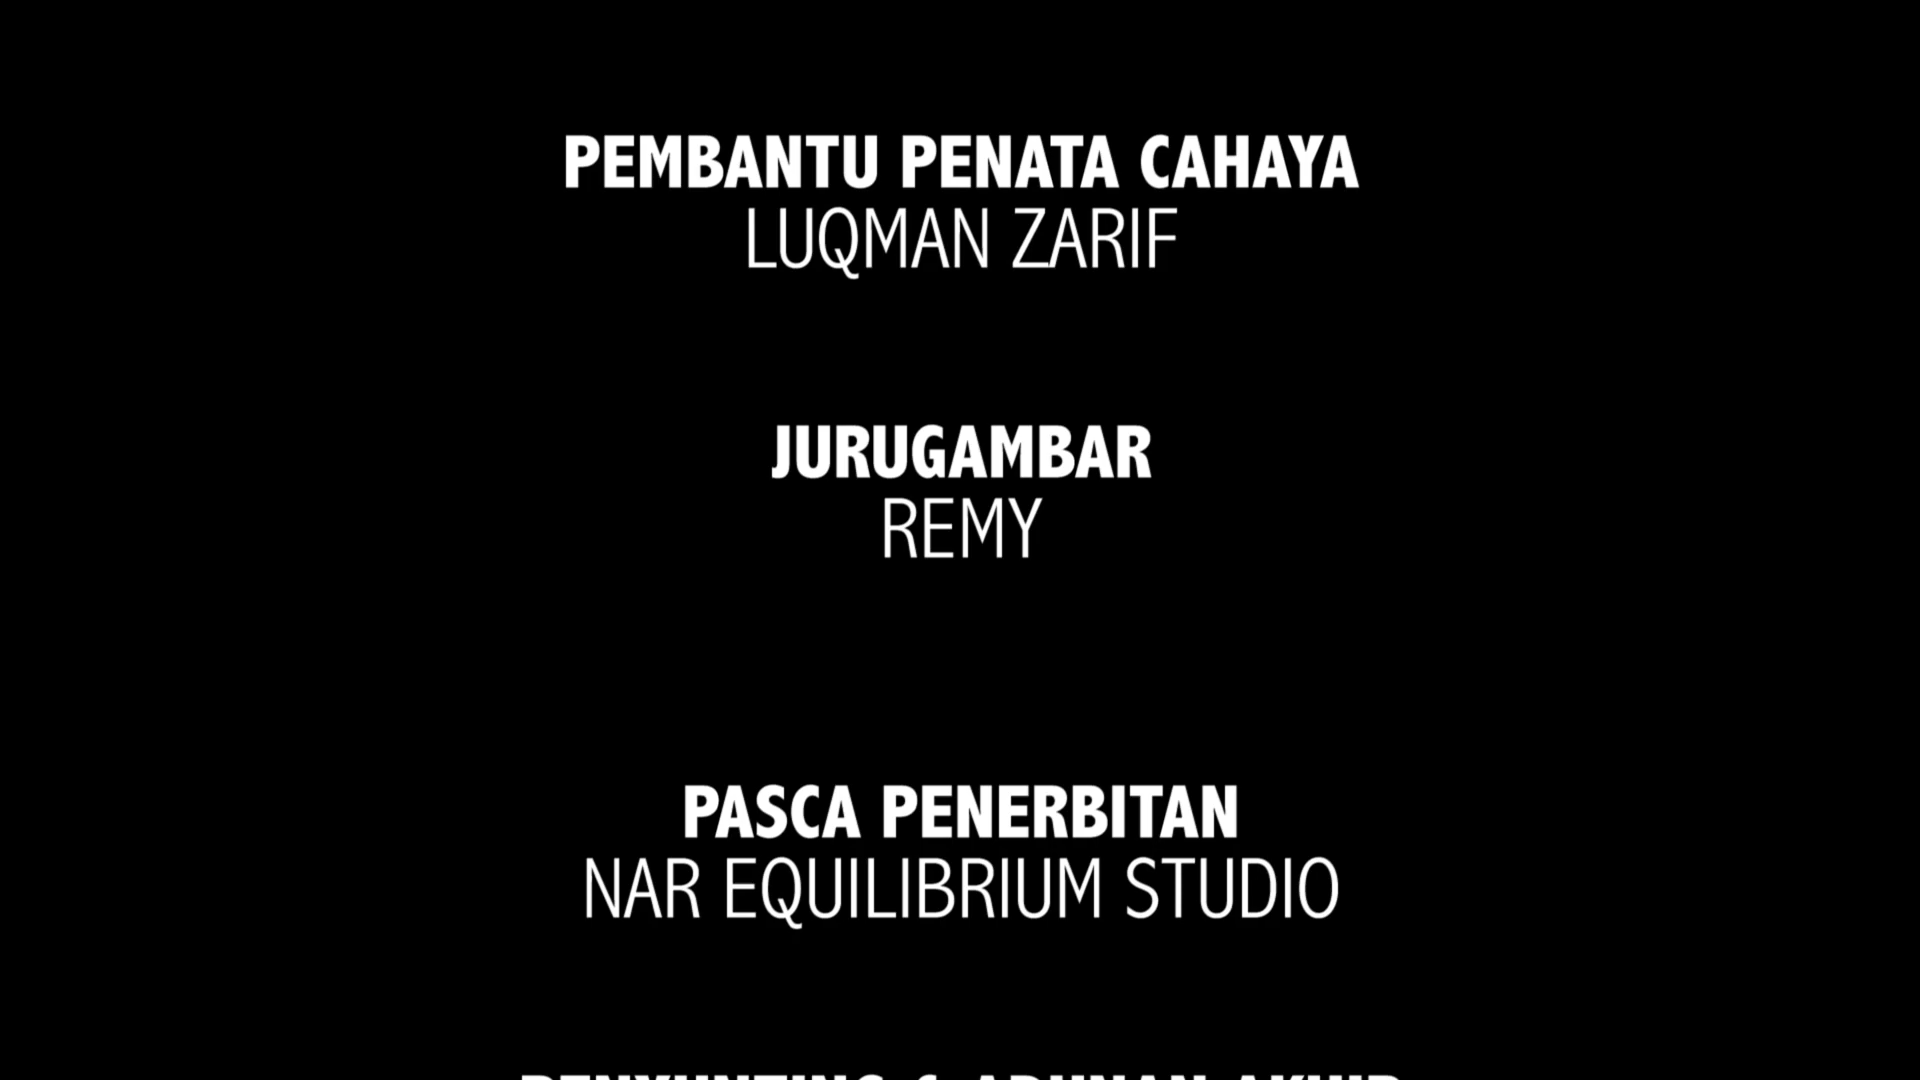 PEMBANTU PENATA CAHAYA
LUQMAN ZARIF
JURUGAMBAR
REMY
PASCA PENERBITAN
NAR EQUILIBRIUM STUDIO